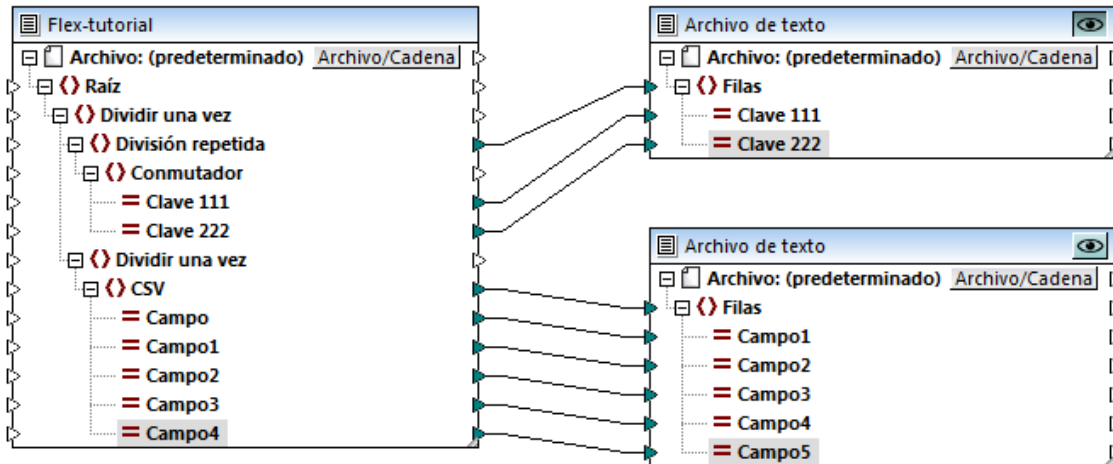 Flex-tutorial
Archivo: (predeterminado) Archivo/Cadena
Raíz
Dividir una vez
División repetida
Conmutador
Clave 111
Clave 222
Dividir una vez
CSV
Campo
Campo1
Campo2
Campo3
Campo4
Archivo de texto
Archivo: (predeterminado) Archivo/Cadena
Filas
Clave 111
Clave 222
Archivo de texto
Archivo: (predeterminado) Archivo/Cadena
Filas
Campo1
Campo2
Campo3
Campo4
Campo5